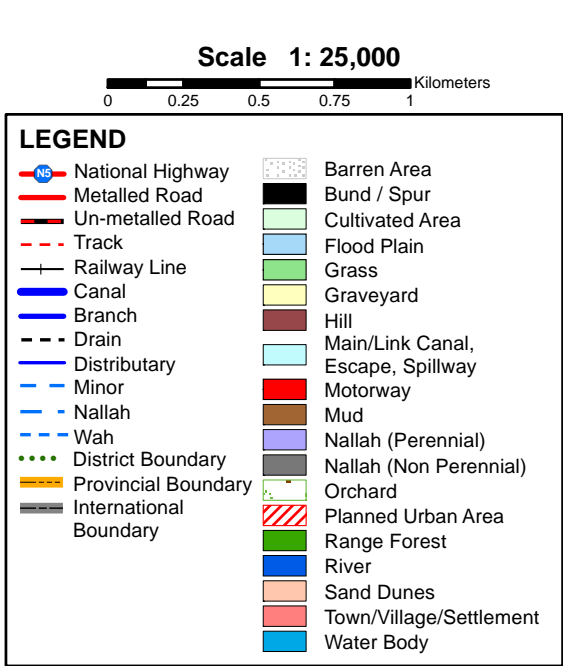 Scale 1: 25,000
Kilometers
0 0.25 0.5 0.75 1
LEGEND
N5 National Highway
Metalled Road
Un-metalled Road
Track
Railway Line
Canal
Branch
Drain
Distributary
Minor
Nallah
Wah
District Boundary
Provincial Boundary
International
Boundary
Barren Area
Bund / Spur
Cultivated Area
Flood Plain
Grass
Graveyard
Hill
Main/Link Canal,
Escape, Spillway
Motorway
Mud
Nallah (Perennial)
Nallah (Non Perennial)
Orchard
Planned Urban Area
Range Forest
River
Sand Dunes
Town/Village/Settlement
Water Body